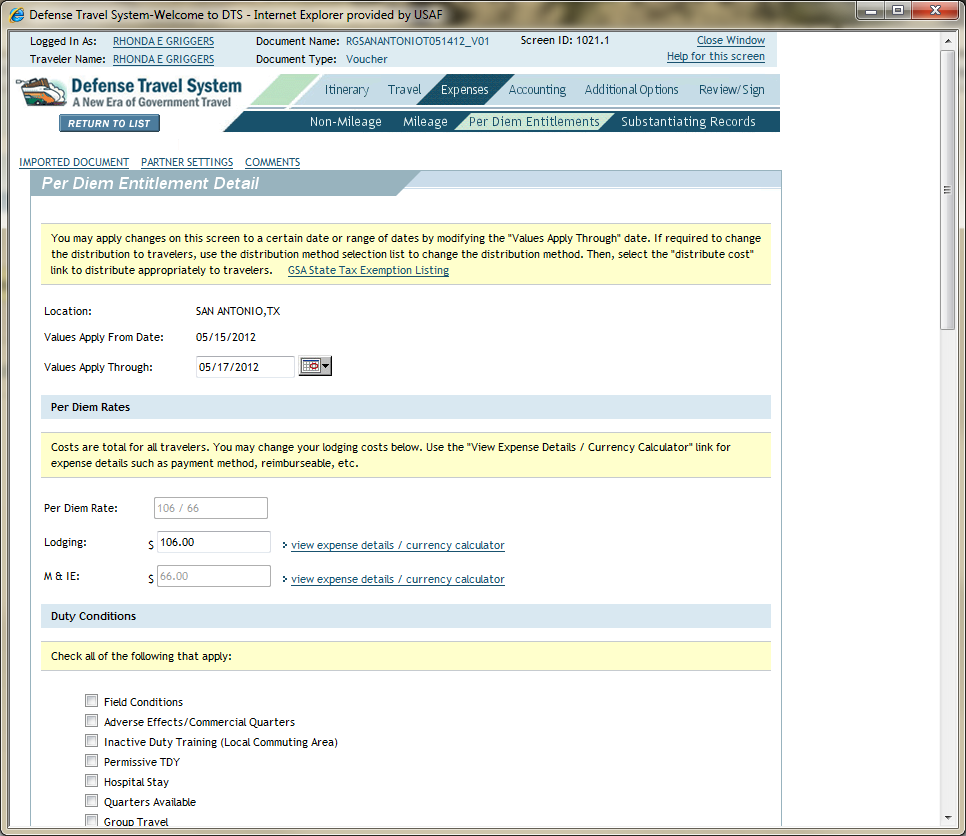 Defense Travel System-Welcome to DTS - Internet Explorer provided by USAF
Logged In As: RHONDA E GRIGGERS Document Name: RGSANANTONIOT051412_V01 Screen ID: 1021.1 Close Window
Traveler Name: RHONDA E GRIGGERS Document Type: Voucher Help for this screen
Defense Travel System
A New Era of Government Travel
RETURN TO LIST
Itinerary Travel Expenses Accounting Additional Options Review/Sign
Non-Mileage Mileage Per Diem Entitlements Substantiating Records
IMPORTED DOCUMENT PARTNER SETTINGS COMMENTS
Per Diem Entitlement Detail
You may apply changes on this screen to a certain date or range of dates by modifying the "Values Apply Through" date. If required to change
the distribution to travelers, use the distribution method selection list to change the distribution method. Then, select the "distribute cost"
link to distribute appropriately to travelers. GSA State Tax Exemption Listing
Location: SAN ANTONIO,TX
Values Apply From Date: 05/15/2012
Values Apply Through: 05/17/2012
Per Diem Rates
Costs are total for all travelers. You may change your lodging costs below. Use the "View Expense Details / Currency Calculator" link for
expense details such as payment method, reimburseable, etc.
Per Diem Rate: 106 / 66
Lodging: $ 106.00 view expense details / currency calculator
M & IE: $ 66.00 view expense details / currency calculator
Duty Conditions
Check all of the following that apply:
Field Conditions
Adverse Effects/Commercial Quarters
Inactive Duty Training (Local Commuting Area)
Permissive TDY
Hospital Stay
Quarters Available
Group Travel